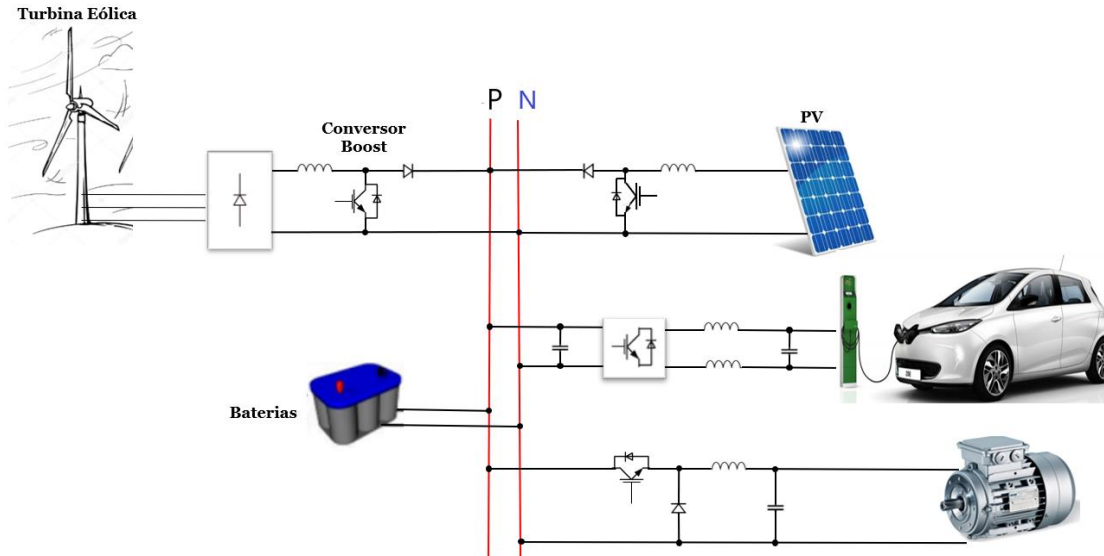 Turbina Eólica
P N
Conversor
Boost
PV
Baterias